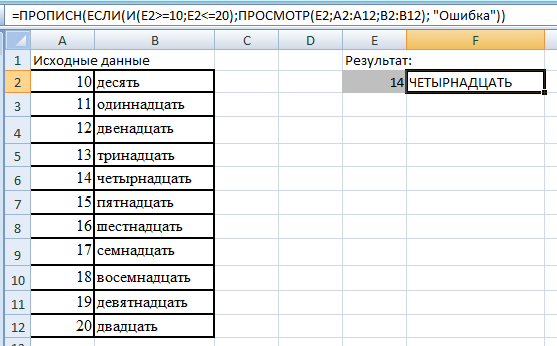 =ПРОПИСН(ЕСЛИ(И(E2>=10;E2<=20);ПРОСМОТР(E2;A2:A12;B2:B12); "Ошибка"))
A B C D E F
1 Исходные данные Результат:
2 10 десять 14 ЧЕТЫРНАДЦАТЬ
3 11 одиннадцать
4 12 двенадцать
5 13 тринадцать
6 14 четырнадцать
7 15 пятнадцать
8 16 шестнадцать
9 17 семнадцать
10 18 восемнадцать
11 19 девятнадцать
12 20 двадцать
13